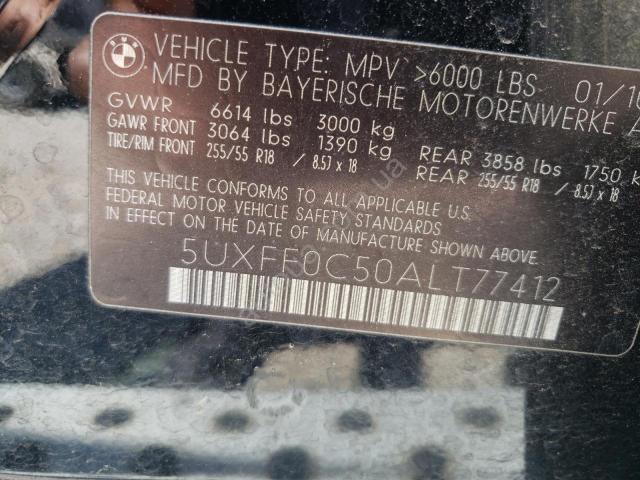 VEHICLE TYPE: MPV >6000 LBS 01/10
MFD BY BAYERISCHE MOTORENWERKE
GVWR 6614 lbs 3000 kg
GAWR FRONT 3064 lbs 1390 kg REAR 3858 lbs 1750 k
TIRE/RIM FRONT 255/55 R18 / 8.5J x 18 REAR 255/55 R18 / 8.5J x 18
THIS VEHICLE CONFORMS TO ALL APPLICABLE U.S.
FEDERAL MOTOR VEHICLE SAFETY STANDARDS
IN EFFECT ON THE DATE OF MANUFACTURE SHOWN ABOVE.
5UXFF0C50ALT77412